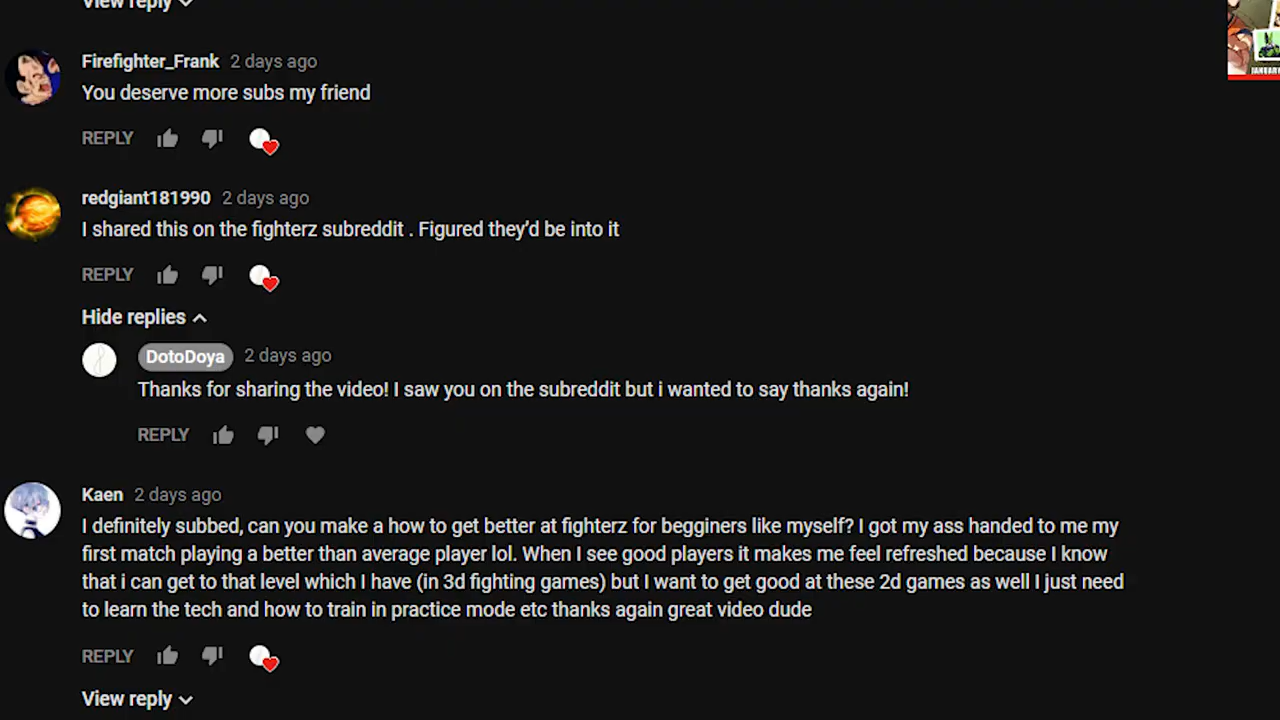 View reply
Firefighter_Frank 2 days ago
You deserve more subs my friend
REPLY
redgiant181990 2 days ago
I shared this on the fighterz subreddit . Figured they'd be into it
REPLY
Hide replies
DotoDoya 2 days ago
Thanks for sharing the video! I saw you on the subreddit but i wanted to say thanks again!
REPLY
Kaen 2 days ago
I definitely subbed, can you make a how to get better at fighterz for begginers like myself? I got my ass handed to me my
first match playing a better than average player lol. When I see good players it makes me feel refreshed because I know
that i can get to that level which I have (in 3d fighting games) but I want to get good at these 2d games as well I just need
to learn the tech and how to train in practice mode etc thanks again great video dude
REPLY
View reply
JANUARY